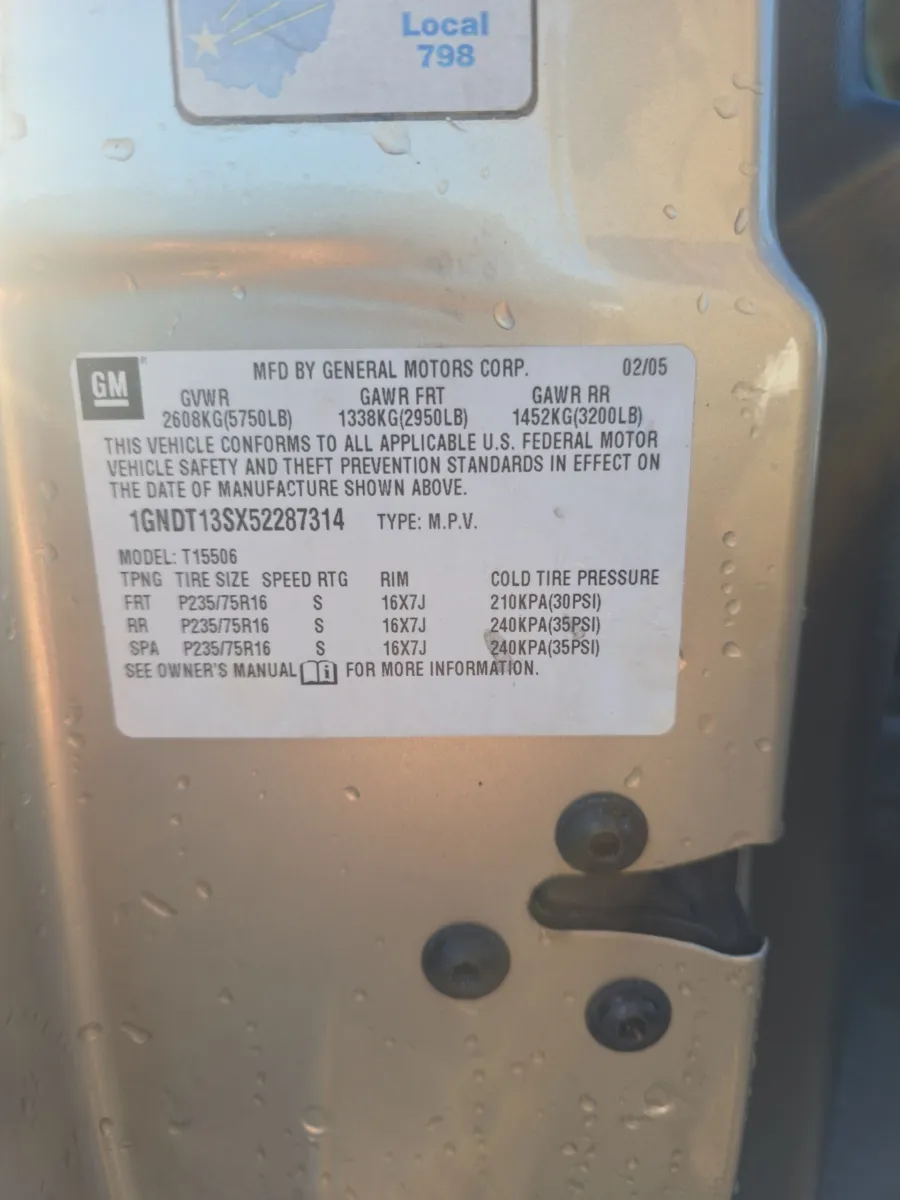 Local
798
GM
MFD BY GENERAL MOTORS CORP. 02/05
GVWR GAWR FRT GAWR RR
2608KG(5750LB) 1338KG(2950LB) 1452KG(3200LB)
THIS VEHICLE CONFORMS TO ALL APPLICABLE U.S. FEDERAL MOTOR
VEHICLE SAFETY AND THEFT PREVENTION STANDARDS IN EFFECT ON
THE DATE OF MANUFACTURE SHOWN ABOVE.
1GNDT13SX52287314 TYPE: M.P.V.
MODEL: T15506
TPNG TIRE SIZE SPEED RTG RIM COLD TIRE PRESSURE
FRT P235/75R16 S 16X7J 210KPA(30PSI)
RR P235/75R16 S 16X7J 240KPA(35PSI)
SPA P235/75R16 S 16X7J 240KPA(35PSI)
SEE OWNER'S MANUAL i FOR MORE INFORMATION.